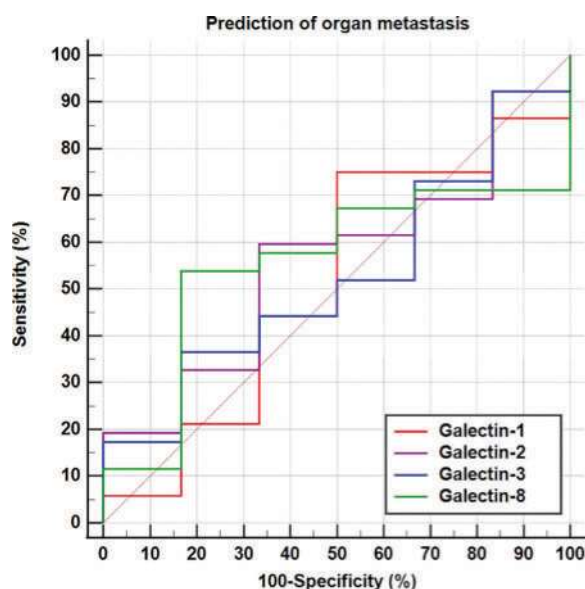 Prediction of organ metastasis
100
90
80
70
60
50
40
30
20
10
0
Sensitivity (%)
Galectin-1
Galectin-2
Galectin-3
Galectin-8
0 10 20 30 40 50 60 70 80 90 100
100-Specificity (%)